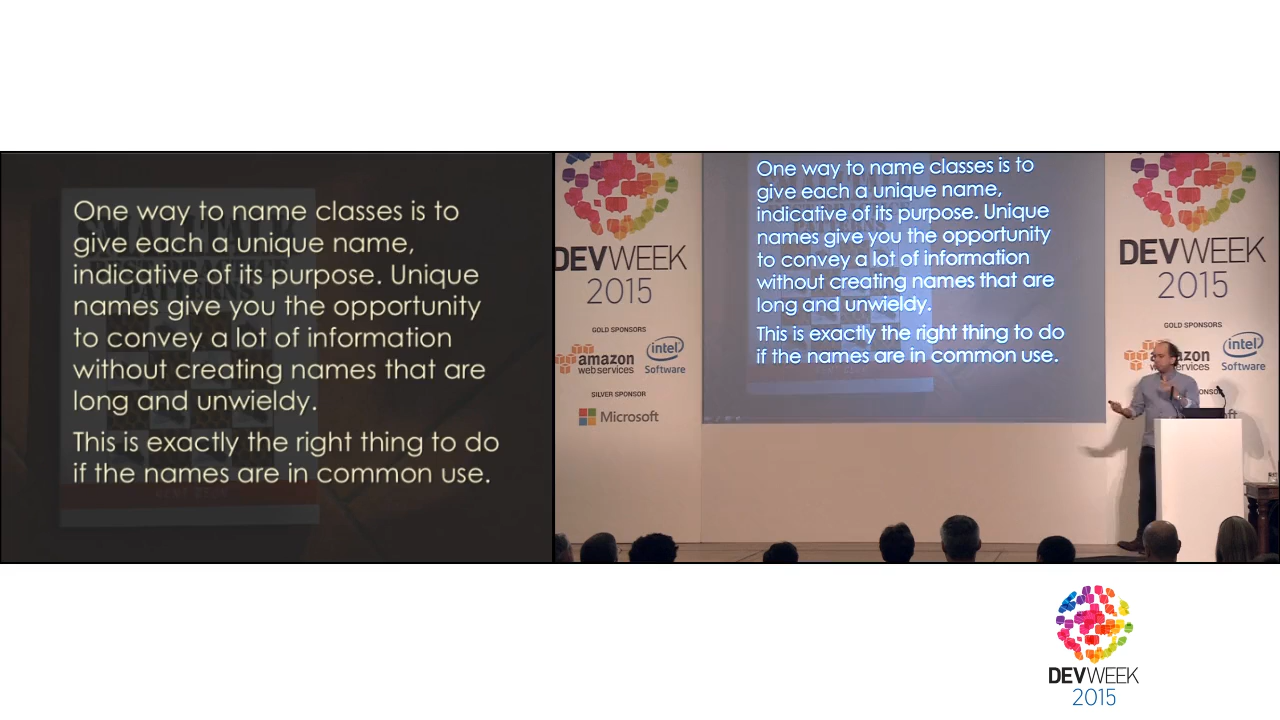 One way to name classes is to
give each a unique name,
indicative of its purpose. Unique
names give you the opportunity
to convey a lot of information
without creating names that are
long and unwieldy.
This is exactly the right thing to do
if the names are in common use.
SMALLTALK
BEST PRACTICE
PATTERNS
KENT BECK
One way to name classes is to
give each a unique name,
indicative of its purpose. Unique
names give you the opportunity
to convey a lot of information
without creating names that are
long and unwieldy.
This is exactly the right thing to do
if the names are in common use.
DEVWEEK
2015
GOLD SPONSORS
amazon
web services
intel
Software
SILVER SPONSOR
Microsoft
DEVWEEK
2015
GOLD SPONSORS
intel
Software
DEVWEEK
2015